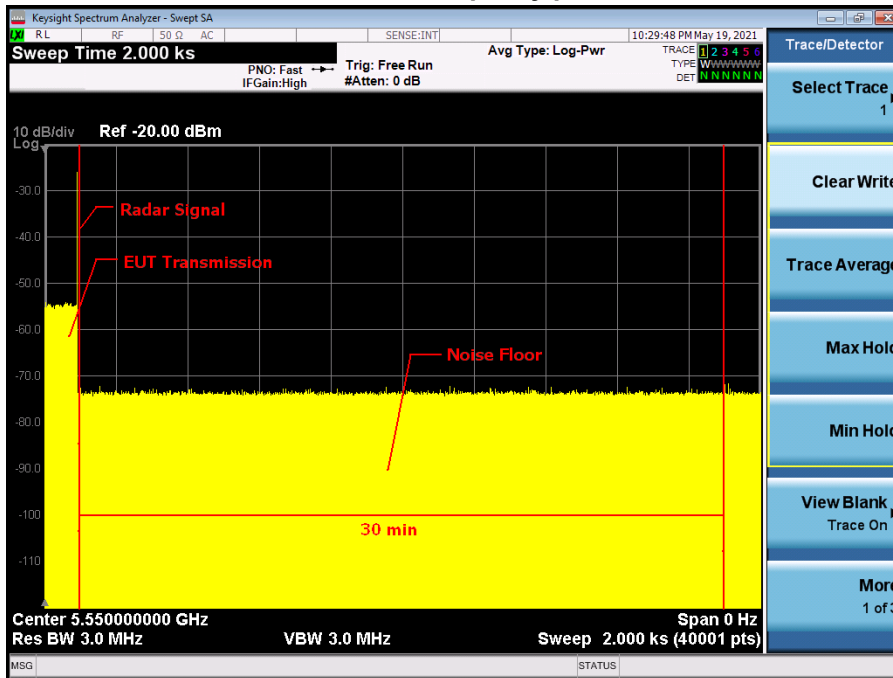 Keysight Spectrum Analyzer - Swept SA
LXI RL RF 50 Ω AC SENSE:INT 10:29:48 PM May 19, 2021
Sweep Time 2.000 ks
PNO: Fast
IFGain:High
Trig: Free Run
#Atten: 0 dB
Avg Type: Log-Pwr
TRACE 1 2 3 4 5 6
TYPE WWWWWW
DET N N N N N N
10 dB/div Ref -20.00 dBm
Log
-30.0
-40.0
-50.0
-60.0
-70.0
-80.0
-90.0
-100
-110
Radar Signal
EUT Transmission
Noise Floor
30 min
Center 5.550000000 GHz Span 0 Hz
Res BW 3.0 MHz VBW 3.0 MHz Sweep 2.000 ks (40001 pts)
MSG STATUS
Trace/Detector
Select Trace
1
Clear Write
Trace Average
Max Hold
Min Hold
View Blank
Trace On
More
1 of 3